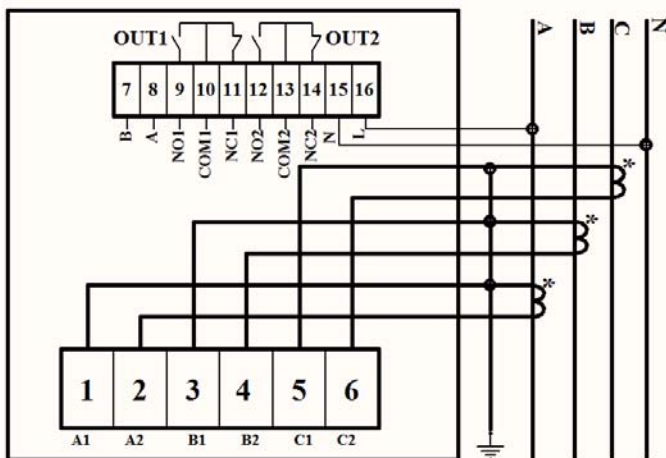 OUT1 OUT2
7 8 9 10 11 12 13 14 15 16
B A NO1 COM1 NC1 NO2 COM2 NC2 N L
A B C N
*
*
*
1 2 3 4 5 6
A1 A2 B1 B2 C1 C2